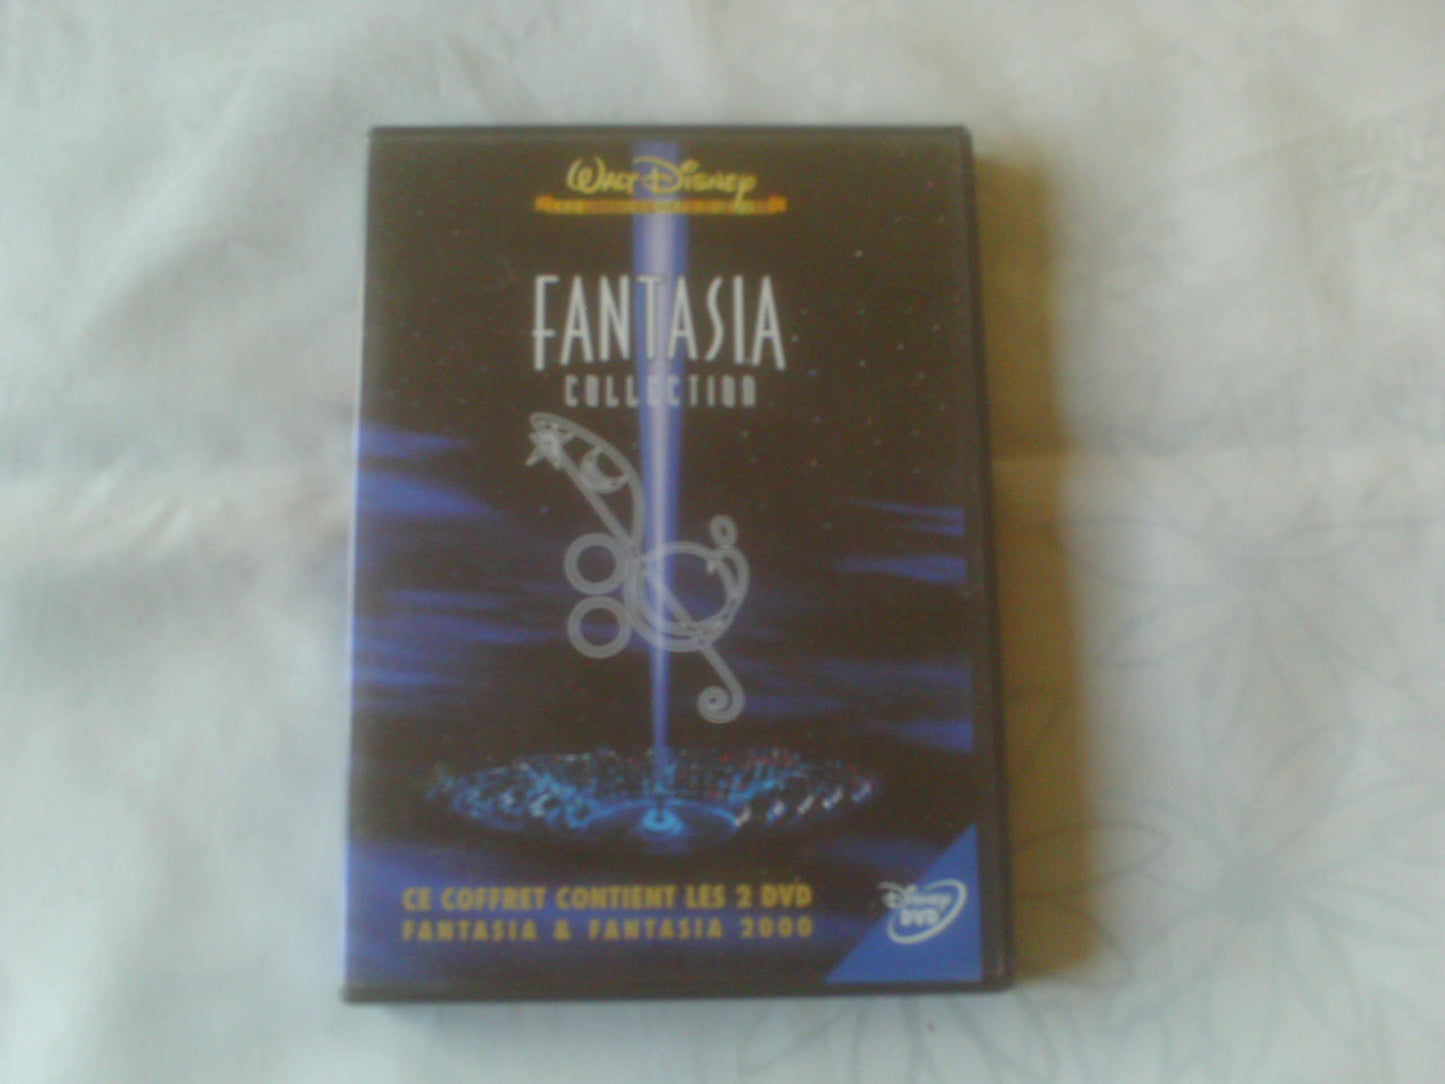 WALT DISNEY
FANTASIA
COLLECTION
CE COFFRET CONTIENT LES 2 DVD
FANTASIA & FANTASIA 2000
Disney
DVD